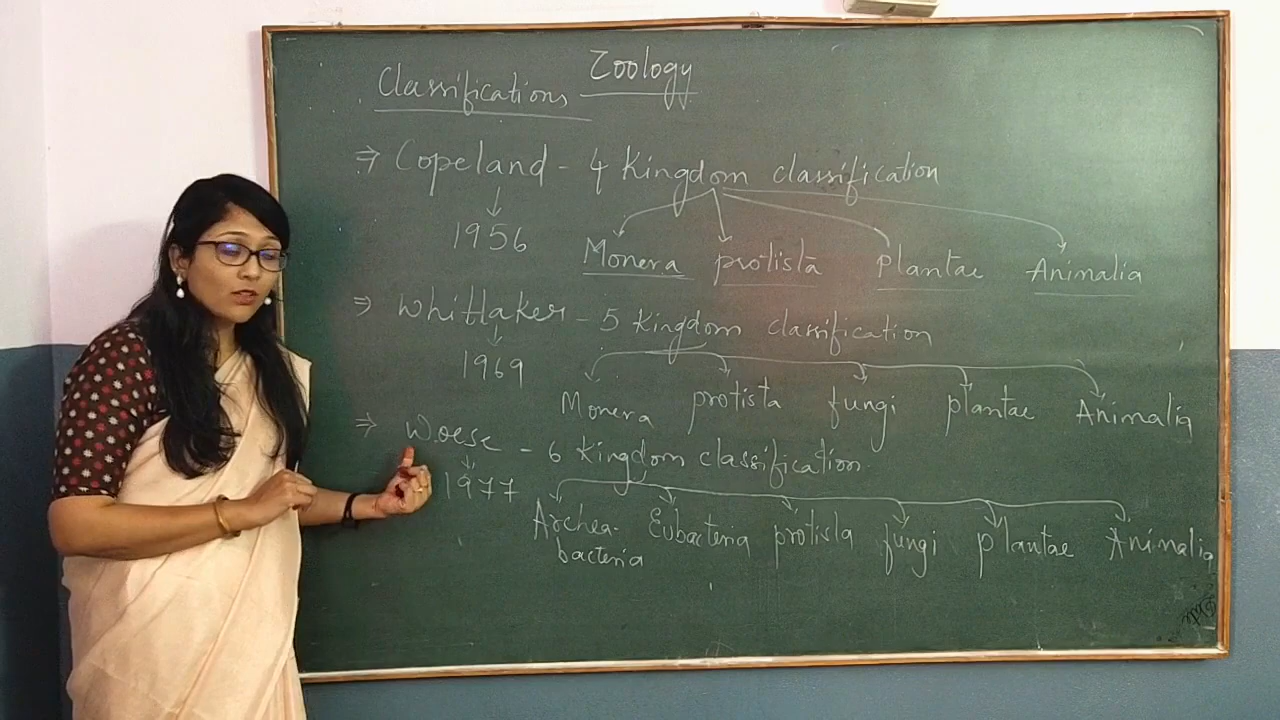 Zoology
Classifications
⇒ Copeland - 4 Kingdom classification
1956
Monera protista plantae Animalia
⇒ Whittaker - 5 Kingdom classification
1969
Monera protista fungi plantae Animalia
⇒ Woese - 6 Kingdom classification
1977
Archea- Eubacteria protista fungi plantae Animalia
bacteria